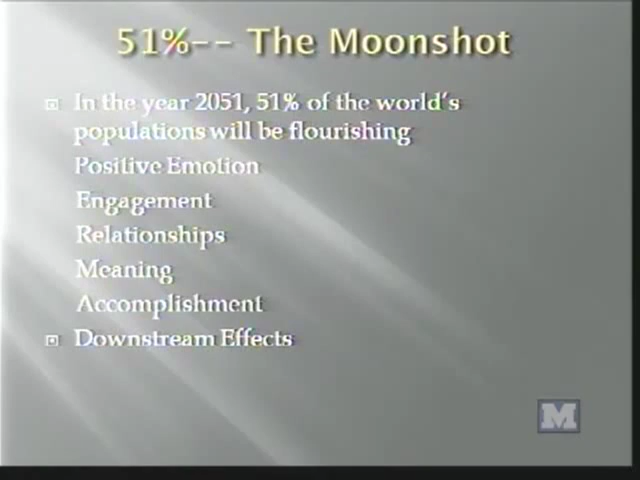 51%-- The Moonshot
In the year 2051, 51% of the world's
populations will be flourishing
Positive Emotion
Engagement
Relationships
Meaning
Accomplishment
Downstream Effects
M